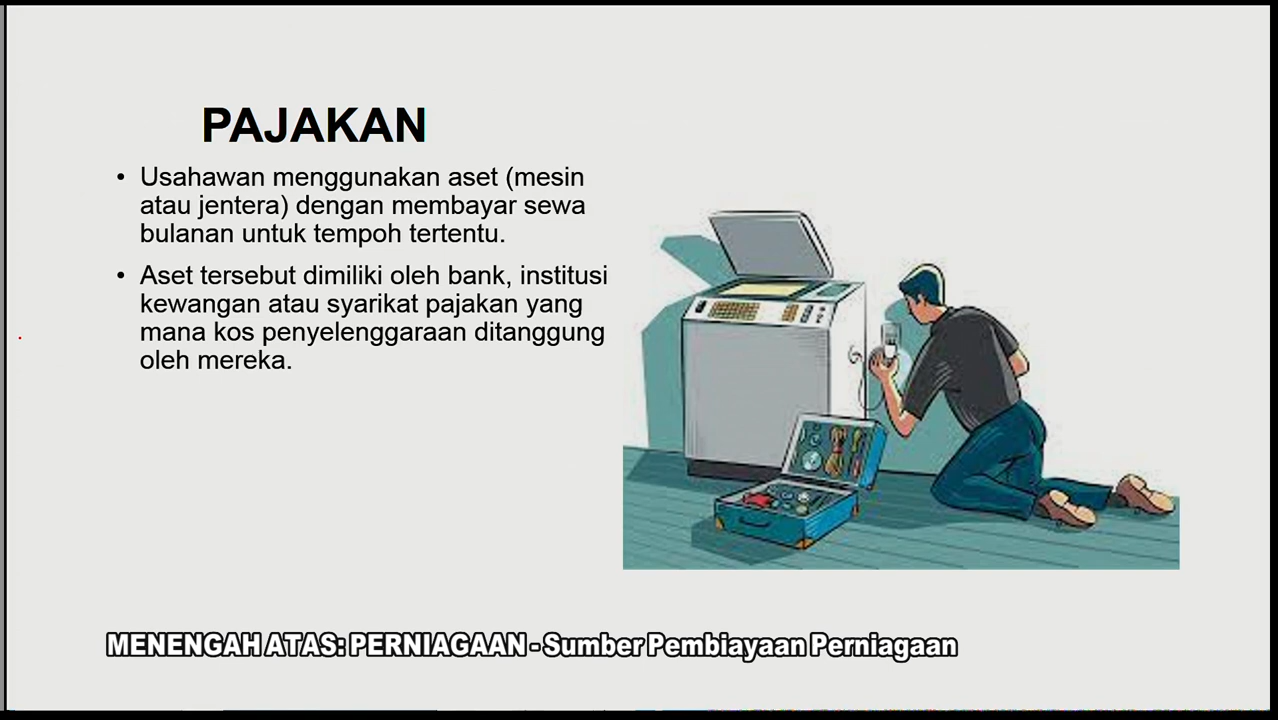 PAJAKAN
• Usahawan menggunakan aset (mesin
atau jentera) dengan membayar sewa
bulanan untuk tempoh tertentu.
• Aset tersebut dimiliki oleh bank, institusi
kewangan atau syarikat pajakan yang
mana kos penyelenggaraan ditanggung
oleh mereka.
MENENGAH ATAS: PERNIAGAAN - Sumber Pembiayaan Perniagaan